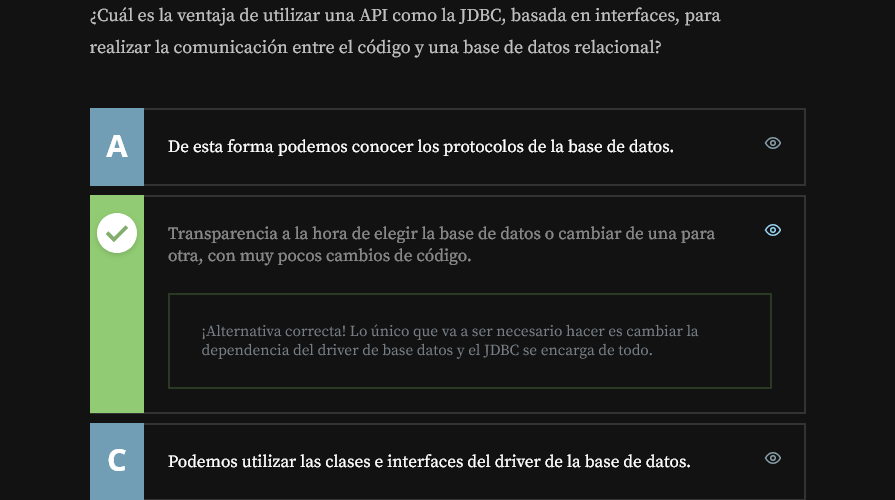 ¿Cuál es la ventaja de utilizar una API como la JDBC, basada en interfaces, para
realizar la comunicación entre el código y una base de datos relacional?
A
De esta forma podemos conocer los protocolos de la base de datos.
Transparencia a la hora de elegir la base de datos o cambiar de una para
otra, con muy pocos cambios de código.
¡Alternativa correcta! Lo único que va a ser necesario hacer es cambiar la
dependencia del driver de base datos y el JDBC se encarga de todo.
C
Podemos utilizar las clases e interfaces del driver de la base de datos.